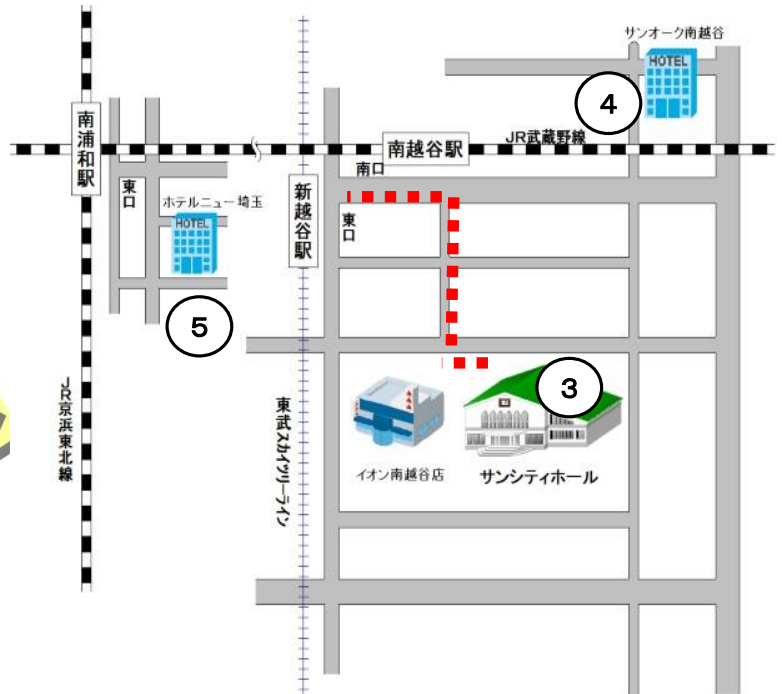 サンオーク南越谷
HOTEL
④
南浦和駅
南越谷駅
JR武蔵野線
南口
東口
ホテルニュー埼玉
HOTEL
新越谷駅
東口
⑤
③
JR京浜東北線
東武スカイツリーライン
イオン南越谷店
サンシティホール